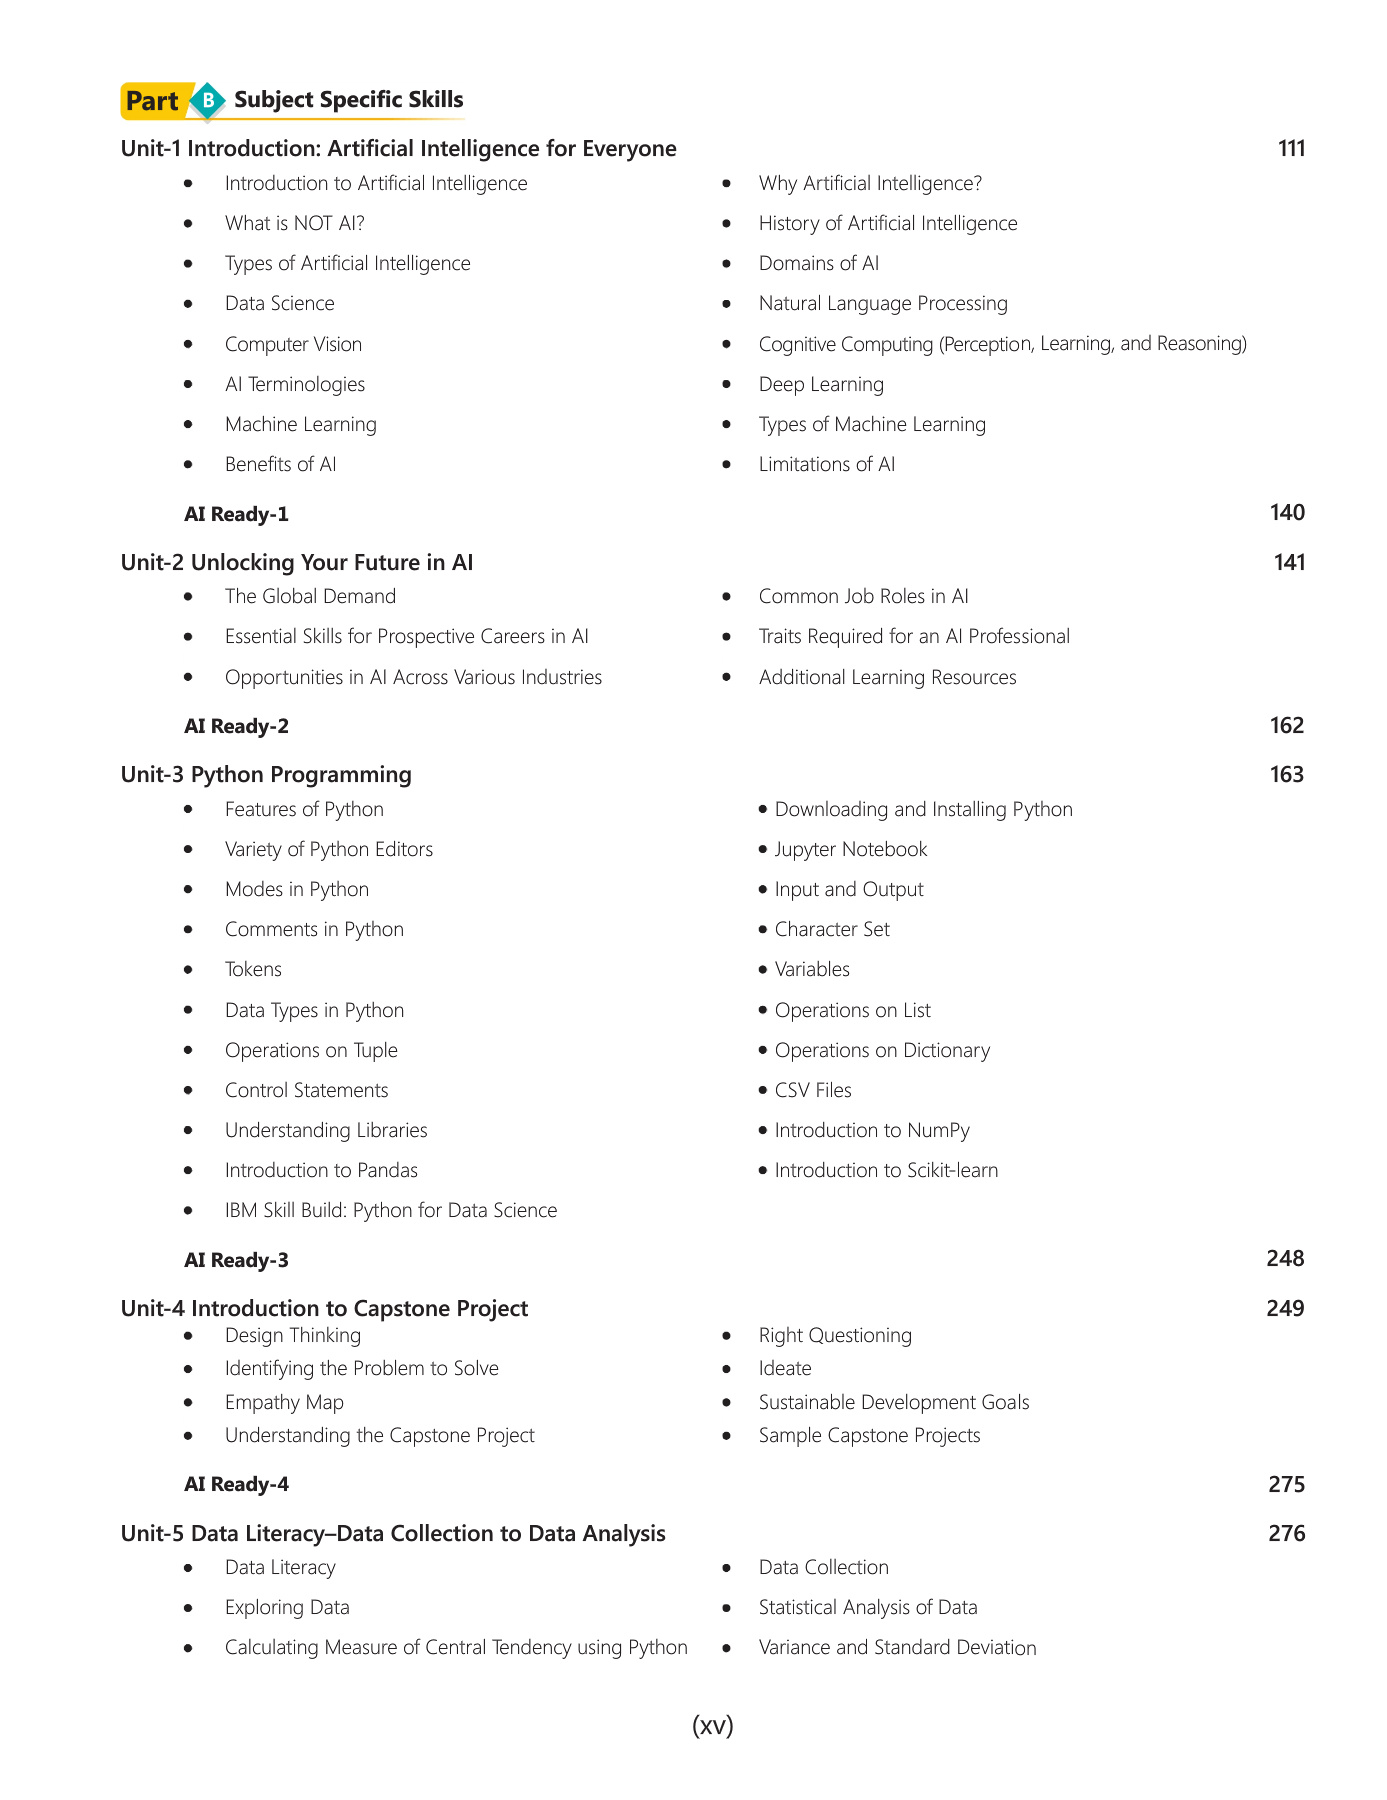 Part B Subject Specific Skills
Unit-1 Introduction: Artificial Intelligence for Everyone 111
• Introduction to Artificial Intelligence • Why Artificial Intelligence?
• What is NOT AI? • History of Artificial Intelligence
• Types of Artificial Intelligence • Domains of AI
• Data Science • Natural Language Processing
• Computer Vision • Cognitive Computing (Perception, Learning, and Reasoning)
• AI Terminologies • Deep Learning
• Machine Learning • Types of Machine Learning
• Benefits of AI • Limitations of AI
AI Ready-1 140
Unit-2 Unlocking Your Future in AI 141
• The Global Demand • Common Job Roles in AI
• Essential Skills for Prospective Careers in AI • Traits Required for an AI Professional
• Opportunities in AI Across Various Industries • Additional Learning Resources
AI Ready-2 162
Unit-3 Python Programming 163
• Features of Python • Downloading and Installing Python
• Variety of Python Editors • Jupyter Notebook
• Modes in Python • Input and Output
• Comments in Python • Character Set
• Tokens • Variables
• Data Types in Python • Operations on List
• Operations on Tuple • Operations on Dictionary
• Control Statements • CSV Files
• Understanding Libraries • Introduction to NumPy
• Introduction to Pandas • Introduction to Scikit-learn
• IBM Skill Build: Python for Data Science
AI Ready-3 248
Unit-4 Introduction to Capstone Project 249
• Design Thinking • Right Questioning
• Identifying the Problem to Solve • Ideate
• Empathy Map • Sustainable Development Goals
• Understanding the Capstone Project • Sample Capstone Projects
AI Ready-4 275
Unit-5 Data Literacy–Data Collection to Data Analysis 276
• Data Literacy • Data Collection
• Exploring Data • Statistical Analysis of Data
• Calculating Measure of Central Tendency using Python • Variance and Standard Deviation
(xv)